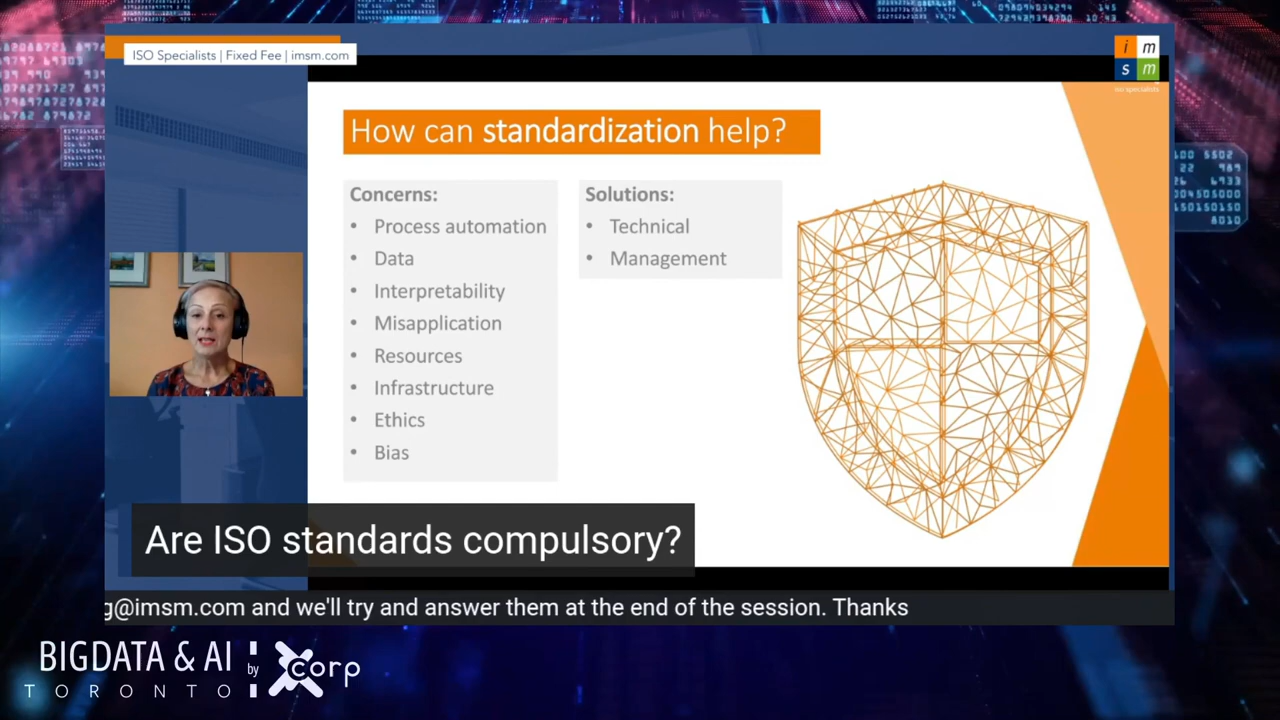 ISO Specialists | Fixed Fee | imsm.com
i m
s m
iso specialists
How can standardization help?
Concerns:
• Process automation
• Data
• Interpretability
• Misapplication
• Resources
• Infrastructure
• Ethics
• Bias
Solutions:
• Technical
• Management
Are ISO standards compulsory?
g@imsm.com and we'll try and answer them at the end of the session. Thanks
BIGDATA & AI
TORONTO
by
corp